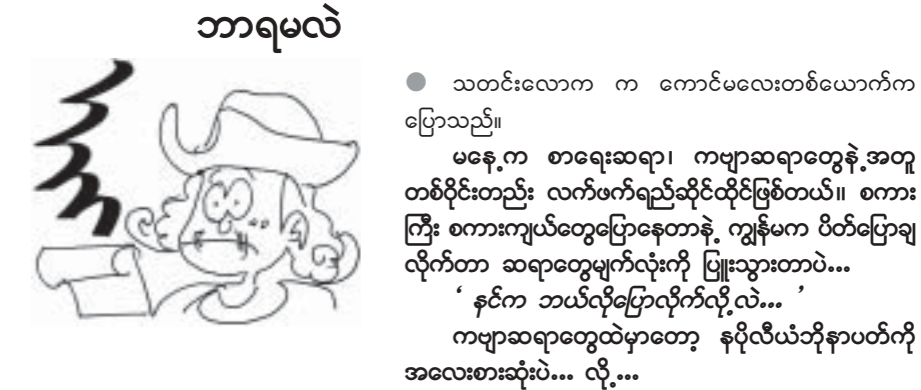 ဘာရမလဲ
● သတင်းလောက က ကောင်မလေးတစ်ယောက်က
ပြောသည်။
မနေ့က စာရေးဆရာ၊ ကဗျာဆရာတွေနဲ့အတူ
တစ်ဝိုင်းတည်း လက်ဖက်ရည်ဆိုင်ထိုင်ဖြစ်တယ်။ စကား
ကြီး စကားကျယ်တွေပြောနေတာနဲ့ ကျွန်မက ပိတ်ပြောချ
လိုက်တာ ဆရာတွေမျက်လုံးကို ပြူးသွားတာပဲ...
‘ နင်က ဘယ်လိုပြောလိုက်လို့လဲ... ’
ကဗျာဆရာတွေထဲမှာတော့ နပိုလီယံဘိုနာပတ်ကို
အလေးစားဆုံးပဲ... လို့...